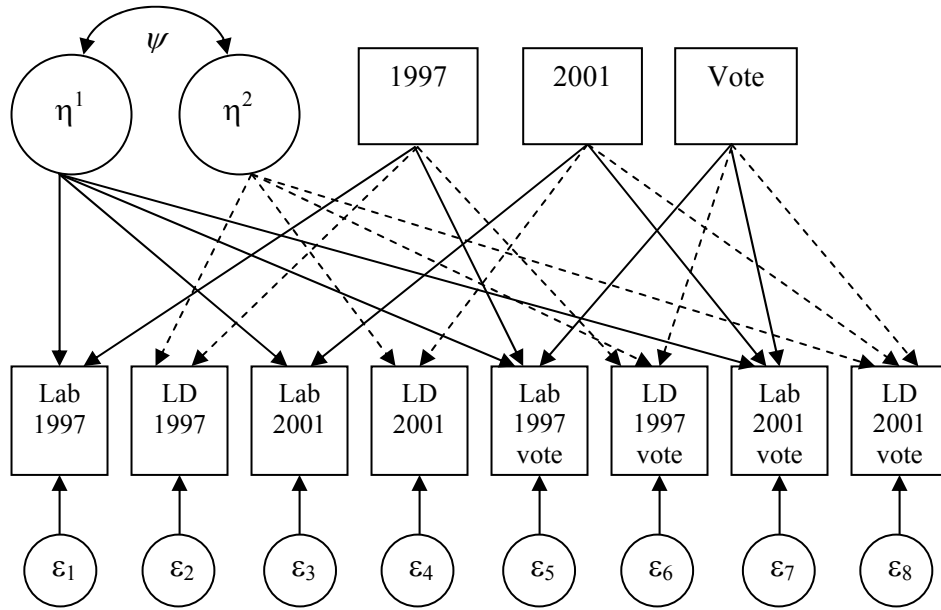 ψ
η¹
η²
1997
2001
Vote
Lab
1997
LD
1997
Lab
2001
LD
2001
Lab
1997
vote
LD
1997
vote
Lab
2001
vote
LD
2001
vote
ε₁
ε₂
ε₃
ε₄
ε₅
ε₆
ε₇
ε₈